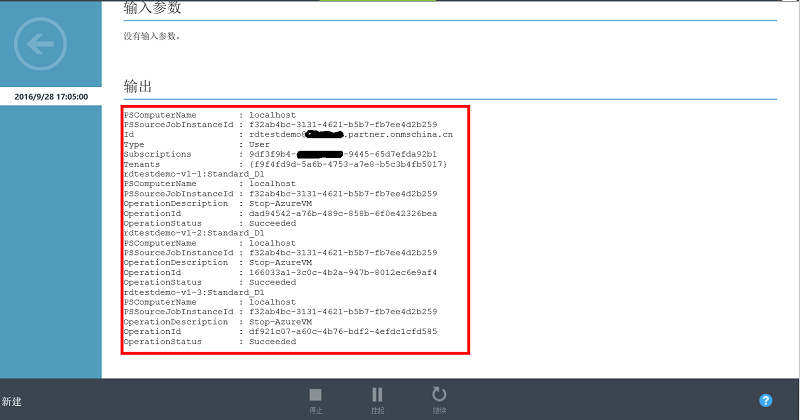 输入参数
没有输入参数。
2016/9/28 17:05:00
输出
PSComputerName : localhost
PSSourceJobInstanceId : f32ab4bc-3131-4621-b5b7-fb7ee4d2b259
Id : rdtestdemo .partner.onmschina.cn
Type : User
Subscriptions : 9df3f9b4- -9445-65d7efda92b1
Tenants : {f9f4fd9d-5a6b-4753-a7e8-b5c3b4fb5017}
rdtestdemo-v1-1:Standard_D1
PSComputerName : localhost
PSSourceJobInstanceId : f32ab4bc-3131-4621-b5b7-fb7ee4d2b259
OperationDescription : Stop-AzureVM
OperationId : dad94542-a76b-489c-858b-6f0e42326bea
OperationStatus : Succeeded
rdtestdemo-v1-2:Standard_D1
PSComputerName : localhost
PSSourceJobInstanceId : f32ab4bc-3131-4621-b5b7-fb7ee4d2b259
OperationDescription : Stop-AzureVM
OperationId : 166033a1-3c0c-4b2a-947b-8012ec6e9af4
OperationStatus : Succeeded
rdtestdemo-v1-3:Standard_D1
PSComputerName : localhost
PSSourceJobInstanceId : f32ab4bc-3131-4621-b5b7-fb7ee4d2b259
OperationDescription : Stop-AzureVM
OperationId : df921c07-a60c-4b76-bdf2-4efdc1cfd585
OperationStatus : Succeeded
新建
停止
挂起
继续
?